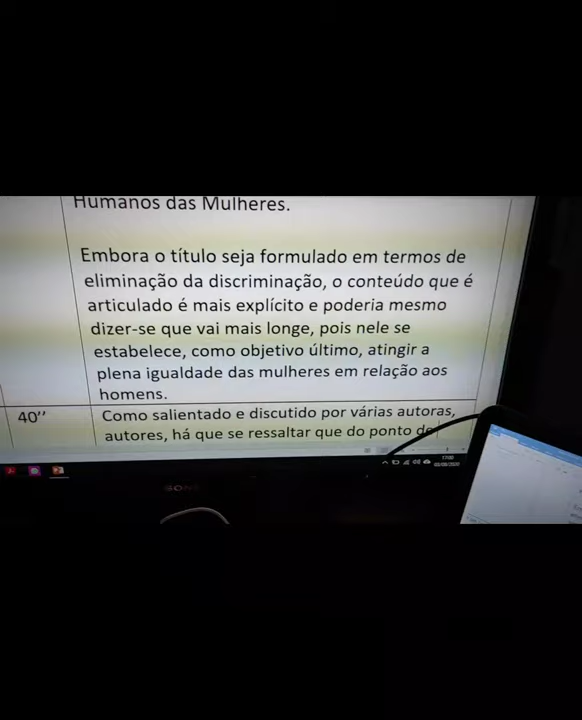 Humanos das Mulheres.
Embora o título seja formulado em termos de
eliminação da discriminação, o conteúdo que é
articulado é mais explícito e poderia mesmo
dizer-se que vai mais longe, pois nele se
estabelece, como objetivo último, atingir a
plena igualdade das mulheres em relação aos
homens.
40’’ Como salientado e discutido por várias autoras,
autores, há que se ressaltar que do ponto de
17:00
SONY